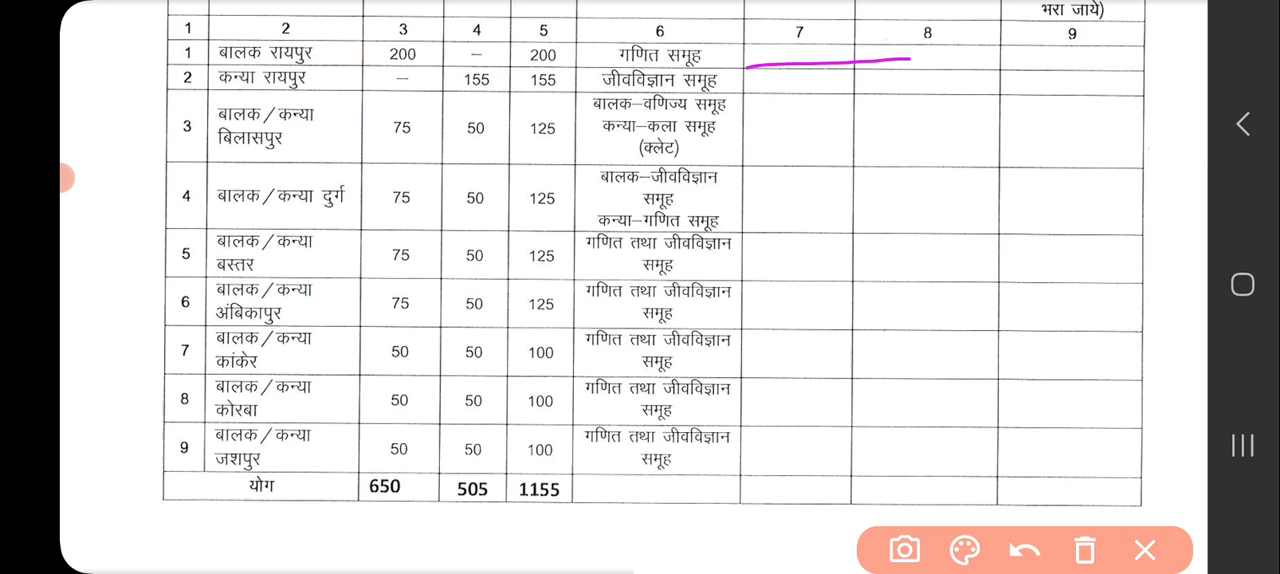 भरा जाये)
1 2 3 4 5 6 7 8 9
1 बालक रायपुर 200 – 200 गणित समूह
2 कन्या रायपुर – 155 155 जीवविज्ञान समूह
3 बालक/कन्या बिलासपुर 75 50 125 बालक–वणिज्य समूह
कन्या–कला समूह
(क्लेट)
4 बालक/कन्या दुर्ग 75 50 125 बालक–जीवविज्ञान
समूह
कन्या–गणित समूह
5 बालक/कन्या
बस्तर 75 50 125 गणित तथा जीवविज्ञान
समूह
6 बालक/कन्या
अंबिकापुर 75 50 125 गणित तथा जीवविज्ञान
समूह
7 बालक/कन्या
कांकेर 50 50 100 गणित तथा जीवविज्ञान
समूह
8 बालक/कन्या
कोरबा 50 50 100 गणित तथा जीवविज्ञान
समूह
9 बालक/कन्या
जशपुर 50 50 100 गणित तथा जीवविज्ञान
समूह
योग 650 505 1155